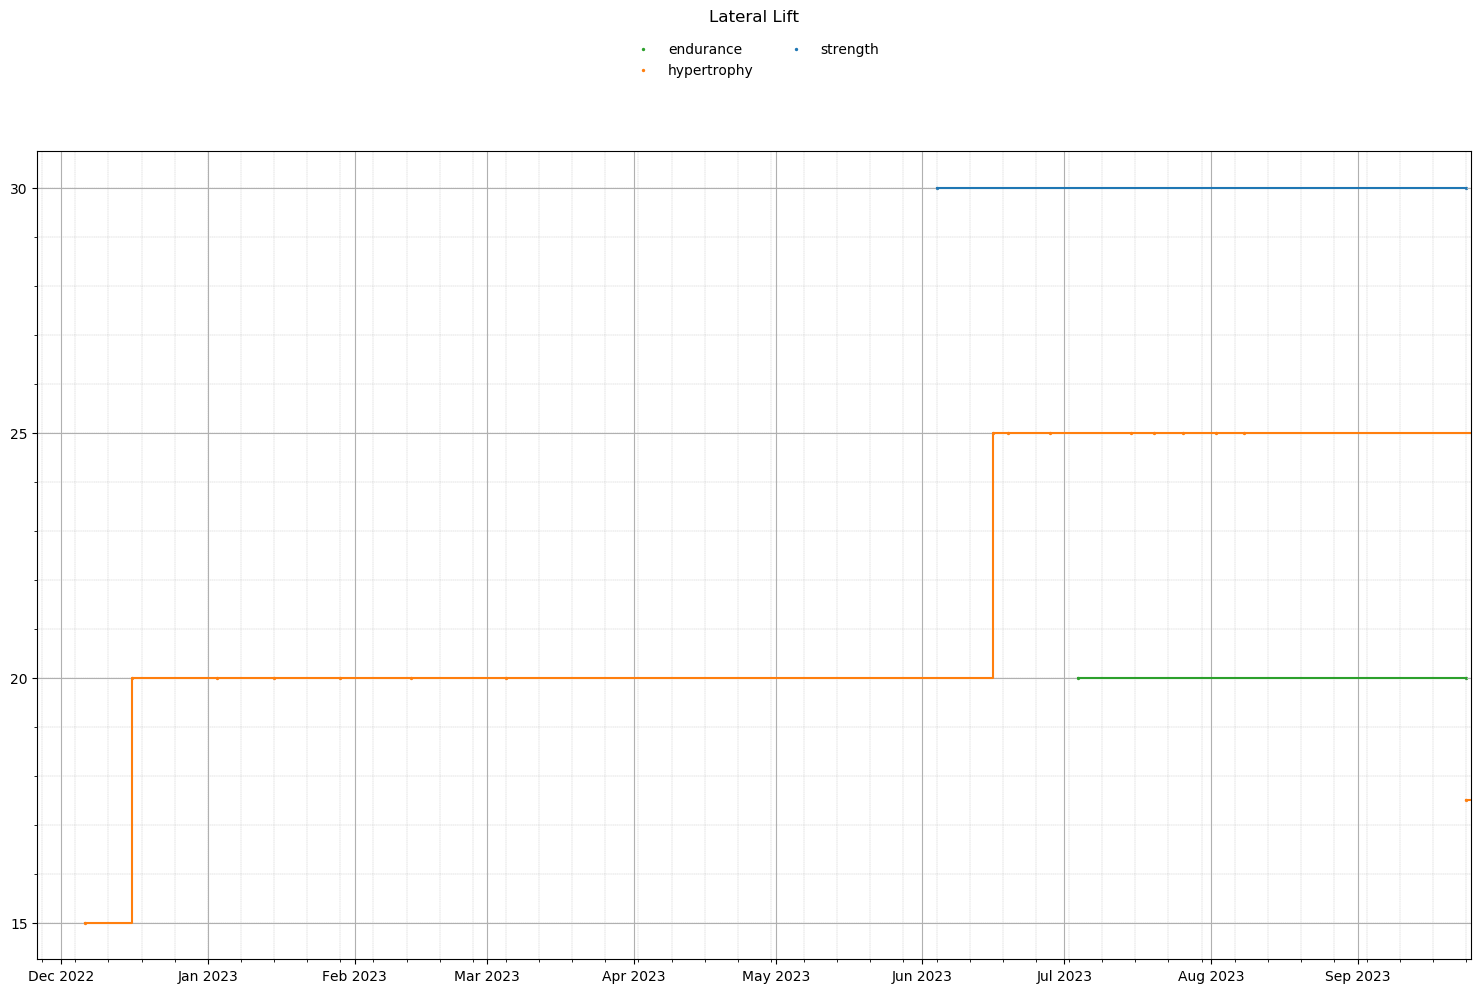 Lateral Lift
endurance
hypertrophy
strength
30
25
20
15
Dec 2022
Jan 2023
Feb 2023
Mar 2023
Apr 2023
May 2023
Jun 2023
Jul 2023
Aug 2023
Sep 2023